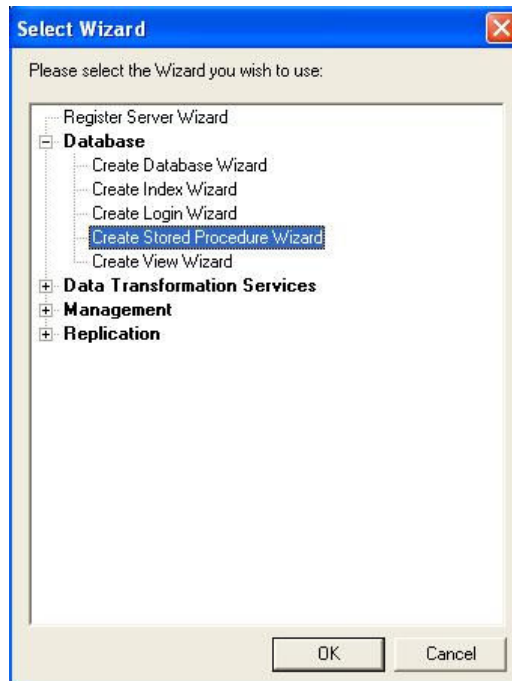 Select Wizard
Please select the Wizard you wish to use:
Register Server Wizard
Database
Create Database Wizard
Create Index Wizard
Create Login Wizard
Create Stored Procedure Wizard
Create View Wizard
Data Transformation Services
Management
Replication
OK Cancel